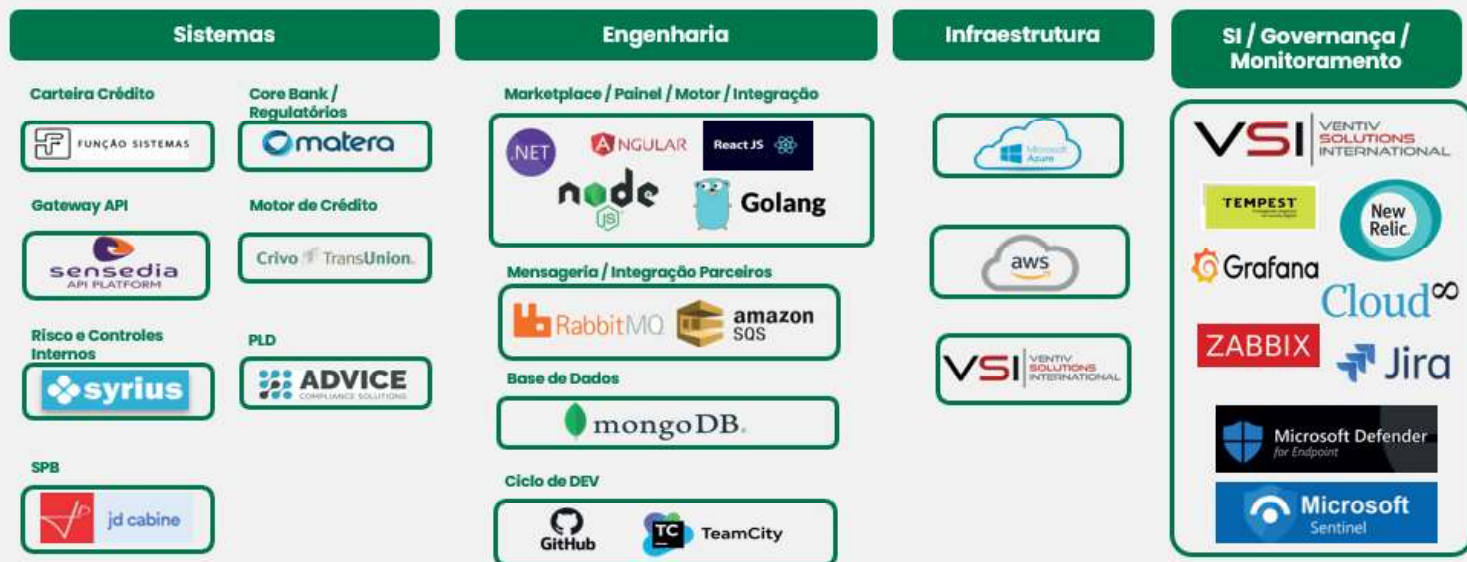 Sistemas
Carteira Crédito
FUNÇÃO SISTEMAS
Core Bank /
Regulatórios
matera
Gateway API
sensedia
API PLATFORM
Motor de Crédito
Crivo TransUnion.
Risco e Controles
Internos
syrius
PLD
ADVICE
COMPLIANCE SOLUTIONS
SPB
jd cabine
Engenharia
Marketplace / Painel / Motor / Integração
.NET
ANGULAR
React JS
node
JS
Golang
Mensageria / Integração Parceiros
RabbitMQ
amazon
SQS
Base de Dados
mongoDB.
Ciclo de DEV
GitHub
TC
TeamCity
Infraestrutura
Microsoft
Azure
aws
VSI VENTIV
SOLUTIONS
INTERNATIONAL
SI / Governança /
Monitoramento
VSI VENTIV
SOLUTIONS
INTERNATIONAL
TEMPEST
New
Relic.
Grafana
Cloud8
ZABBIX
Jira
Microsoft Defender
for Endpoint
Microsoft
Sentinel